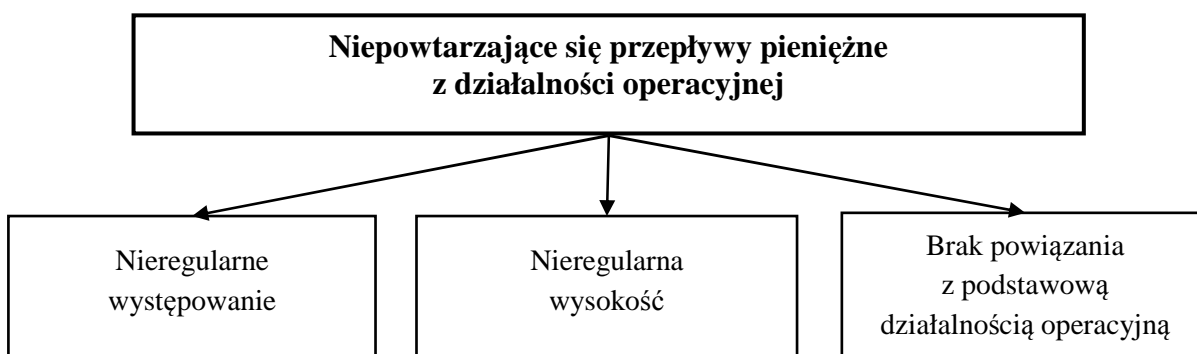 Niepowtarzające się przepływy pieniężne
z działalności operacyjnej
Nieregularne
występowanie
Nieregularna
wysokość
Brak powiązania
z podstawową
działalnością operacyjną